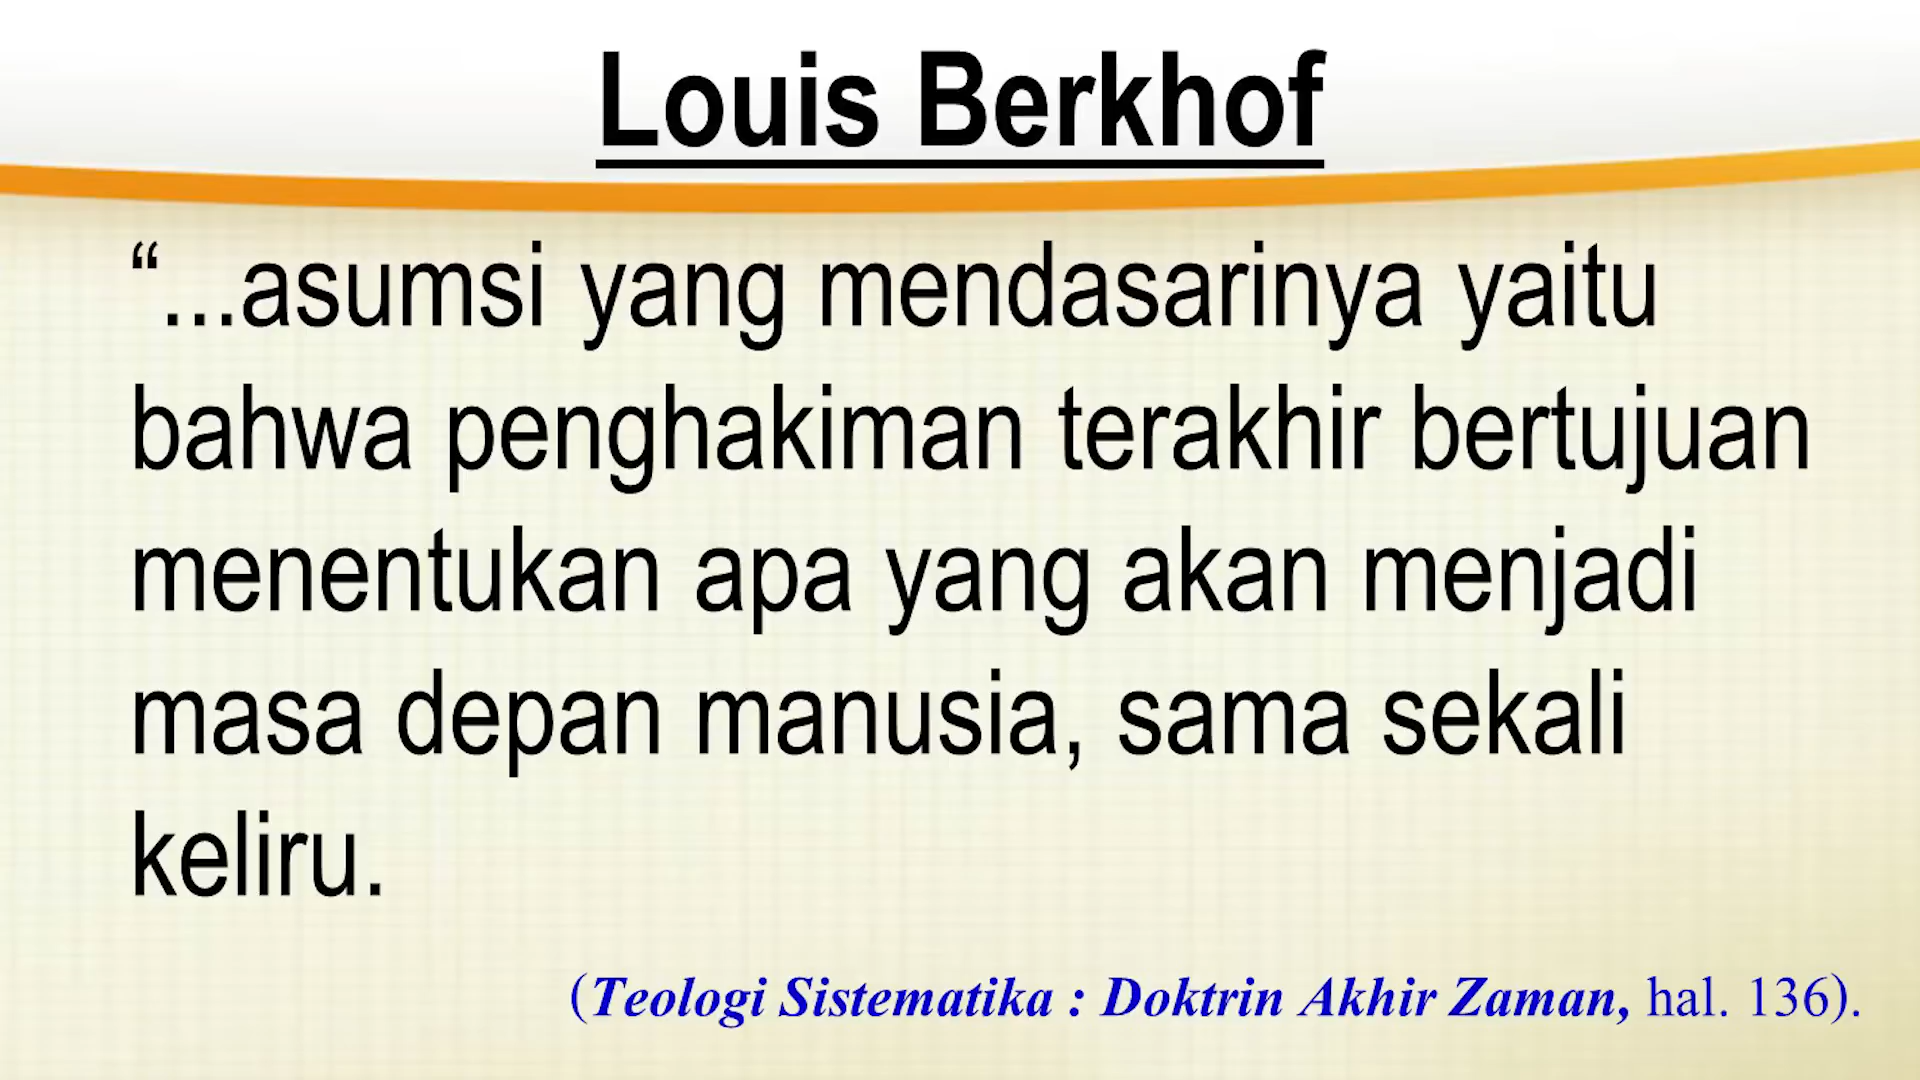 Louis Berkhof
“...asumsi yang mendasarinya yaitu
bahwa penghakiman terakhir bertujuan
menentukan apa yang akan menjadi
masa depan manusia, sama sekali
keliru.
(Teologi Sistematika : Doktrin Akhir Zaman, hal. 136).